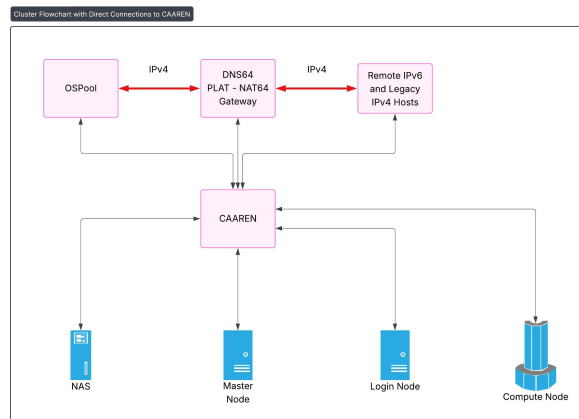 Cluster Flowchart with Direct Connections to CAAREN
IPv4
IPv4
OSPool
DNS64
PLAT - NAT64
Gateway
Remote IPv6
and Legacy
IPv4 Hosts
CAAREN
NAS
Master
Node
Login Node
Compute Node